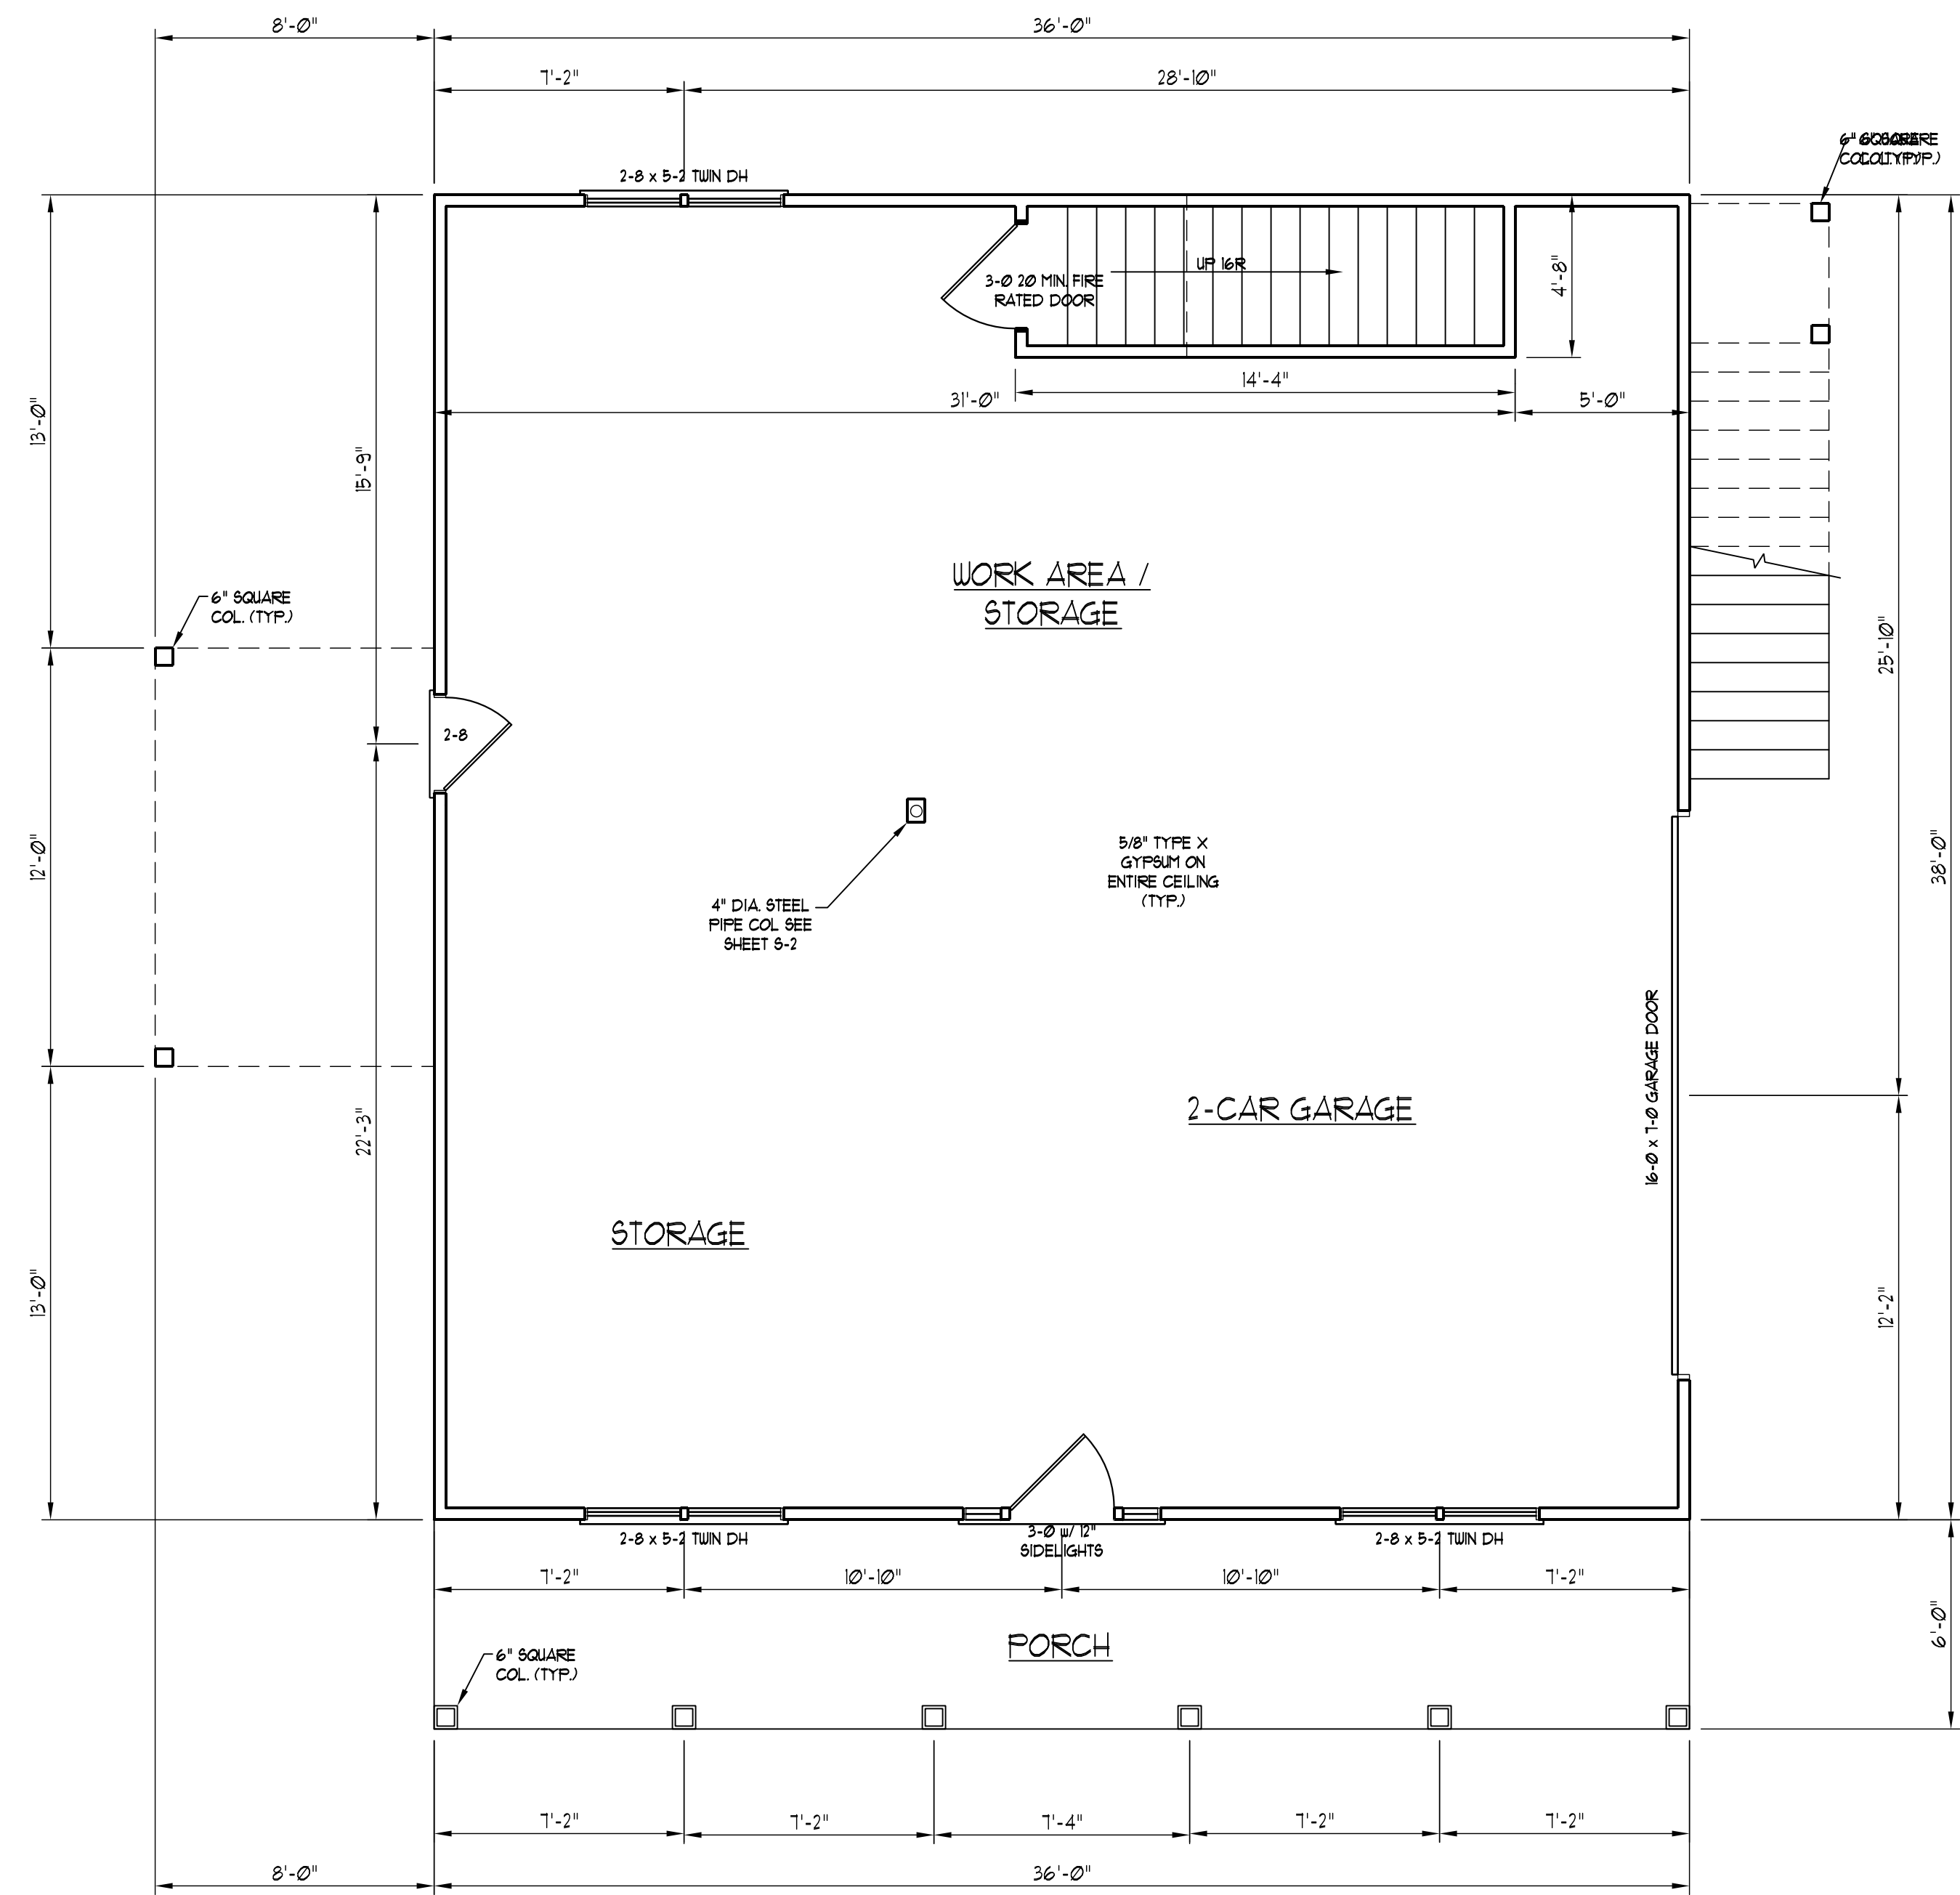 8'-0"
36'-0"
7'-2"
28'-10"
6" SQUARE
COL. (TYP.)
2-8 x 5-2 TWIN DH
UP 16R
3-0 20 MIN. FIRE
RATED DOOR
4'-8"
14'-4"
31'-0"
5'-0"
13'-0"
15'-9"
WORK AREA /
STORAGE
6" SQUARE
COL. (TYP.)
25'-10"
2-8
12'-0"
38'-0"
5/8" TYPE X
GYPSUM ON
ENTIRE CEILING
(TYP.)
4" DIA. STEEL
PIPE COL SEE
SHEET S-2
16-0 x 7-0 GARAGE DOOR
2-CAR GARAGE
22'-3"
STORAGE
13'-0"
12'-2"
2-8 x 5-2 TWIN DH
3-0 w/ 12"
SIDELIGHTS
2-8 x 5-2 TWIN DH
7'-2"
10'-10"
10'-10"
7'-2"
6'-0"
PORCH
6" SQUARE
COL. (TYP.)
7'-2"
7'-2"
7'-4"
7'-2"
7'-2"
8'-0"
36'-0"